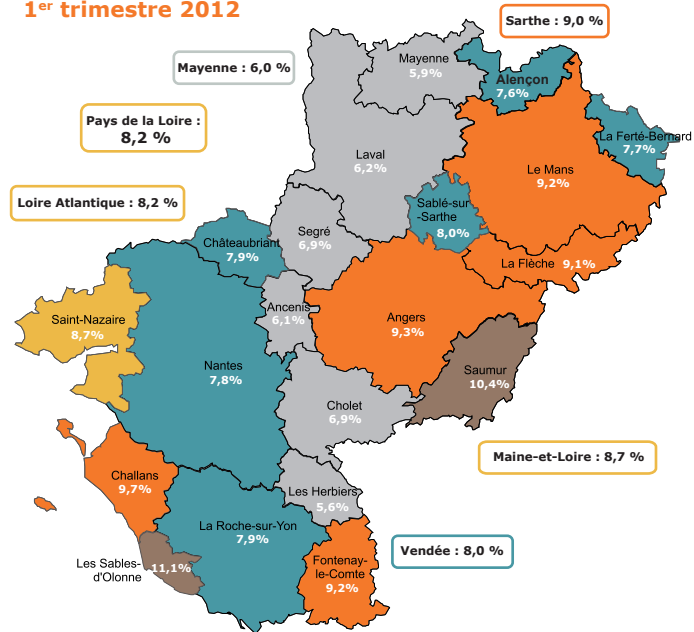 1er trimestre 2012
Sarthe : 9,0 %
Mayenne : 6,0 %
Mayenne
5,9%
Alençon
7,6%
Pays de la Loire :
8,2 %
La Ferté-Bernard
7,7%
Laval
6,2%
Le Mans
9,2%
Loire Atlantique : 8,2 %
Sablé-sur
-Sarthe
8,0%
Châteaubriant
7,9%
Segré
6,9%
La Flèche 9,1%
Ancenis
6,1%
Saint-Nazaire
8,7%
Angers
9,3%
Nantes
7,8%
Saumur
10,4%
Cholet
6,9%
Maine-et-Loire : 8,7 %
Challans
9,7%
Les Herbiers
5,6%
La Roche-sur-Yon
7,9%
Vendée : 8,0 %
Les Sables-
d'Olonne
11,1%
Fontenay-
le-Comte
9,2%